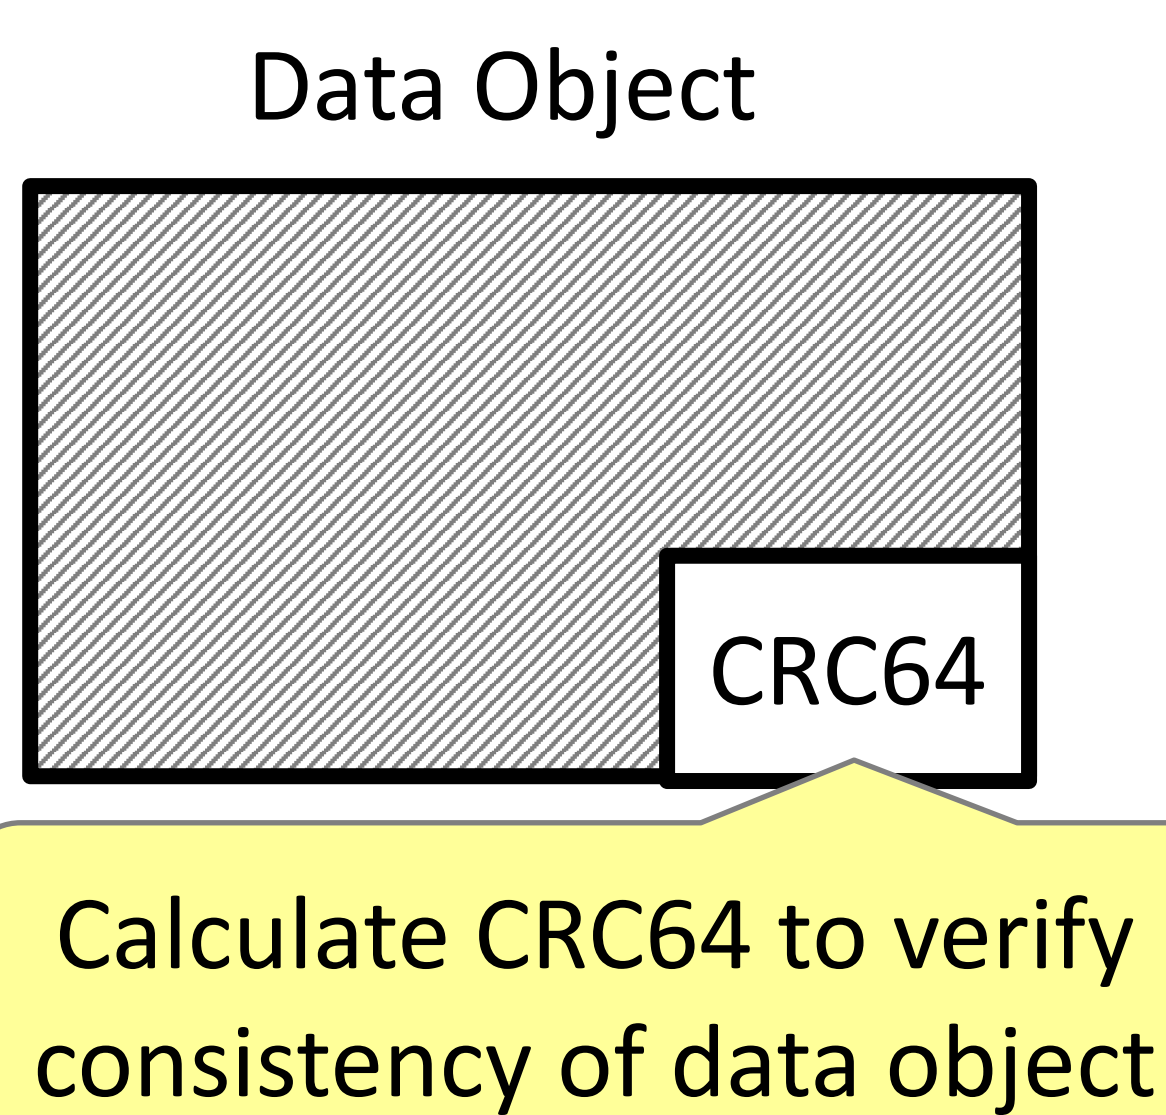 Data Object
CRC64
Calculate CRC64 to verify
consistency of data object